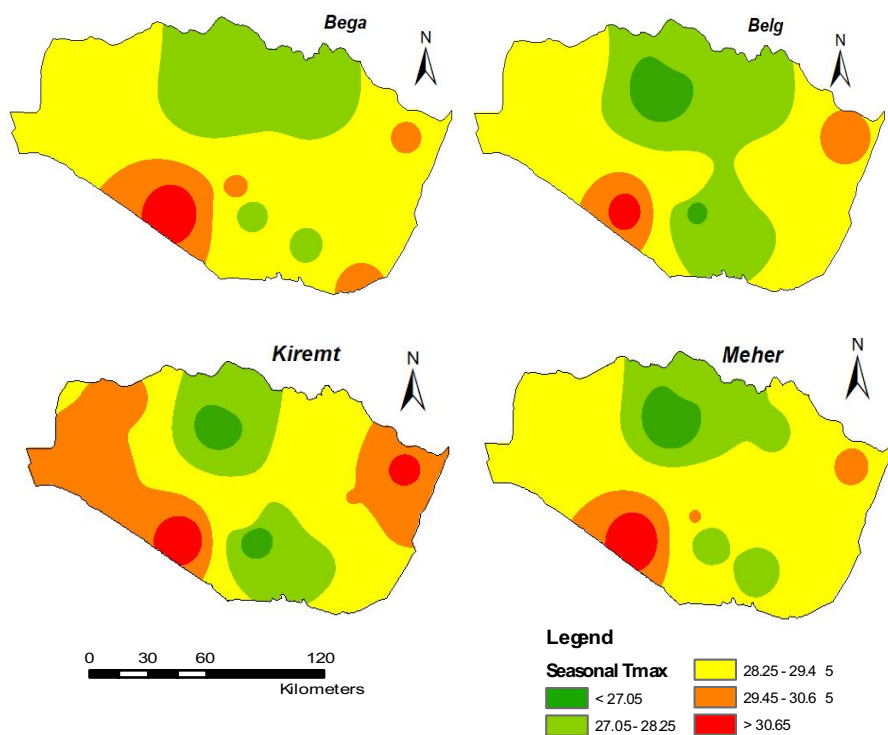 Bega
N
Belg
N
Kiremt
N
Meher
N
0 30 60 120
Kilometers
Legend
Seasonal Tmax
< 27.05
27.05 - 28.25
28.25 - 29.4 5
29.45 - 30.6 5
> 30.65